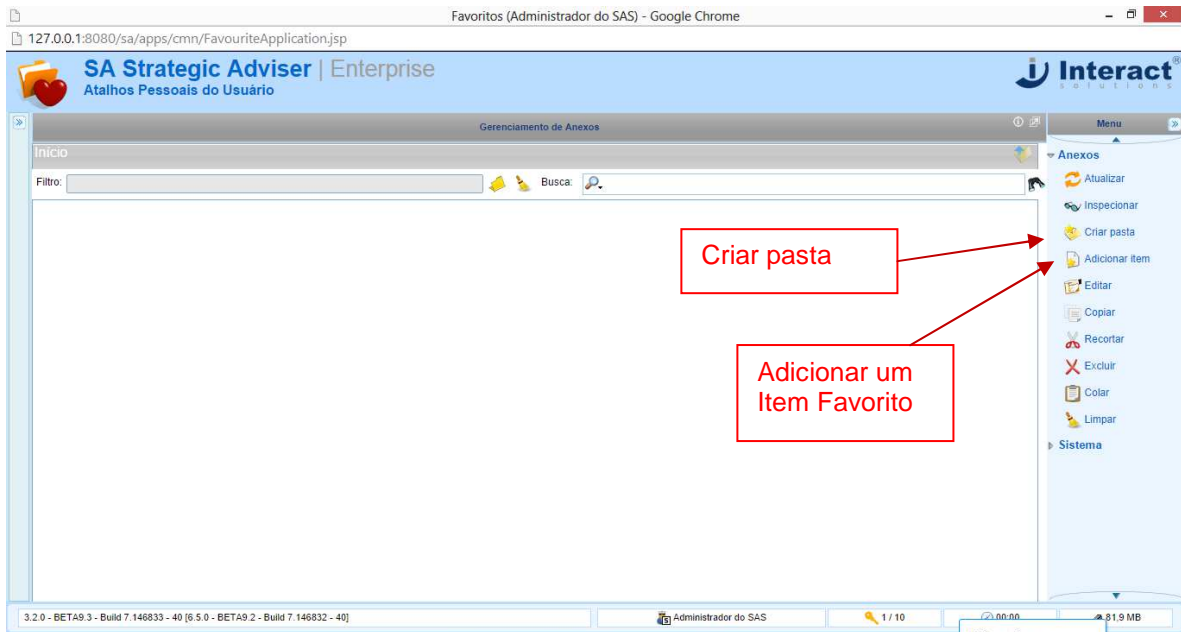 Favoritos (Administrador do SAS) - Google Chrome
127.0.0.1:8080/sa/apps/cmn/FavouriteApplication.jsp
SA Strategic Adviser | Enterprise
Atalhos Pessoais do Usuário
Interact®
solutions
Gerenciamento de Anexos
Menu
Início
Anexos
Filtro:
Busca:
Atualizar
Inspecionar
Criar pasta
Adicionar item
Editar
Copiar
Recortar
Excluir
Colar
Limpar
Sistema
Criar pasta
Adicionar um
Item Favorito
3.2.0 - BETA9.3 - Build 7.146833 - 40 [6.5.0 - BETA9.2 - Build 7.146832 - 40]
Administrador do SAS
1 / 10
00:00
81,9 MB